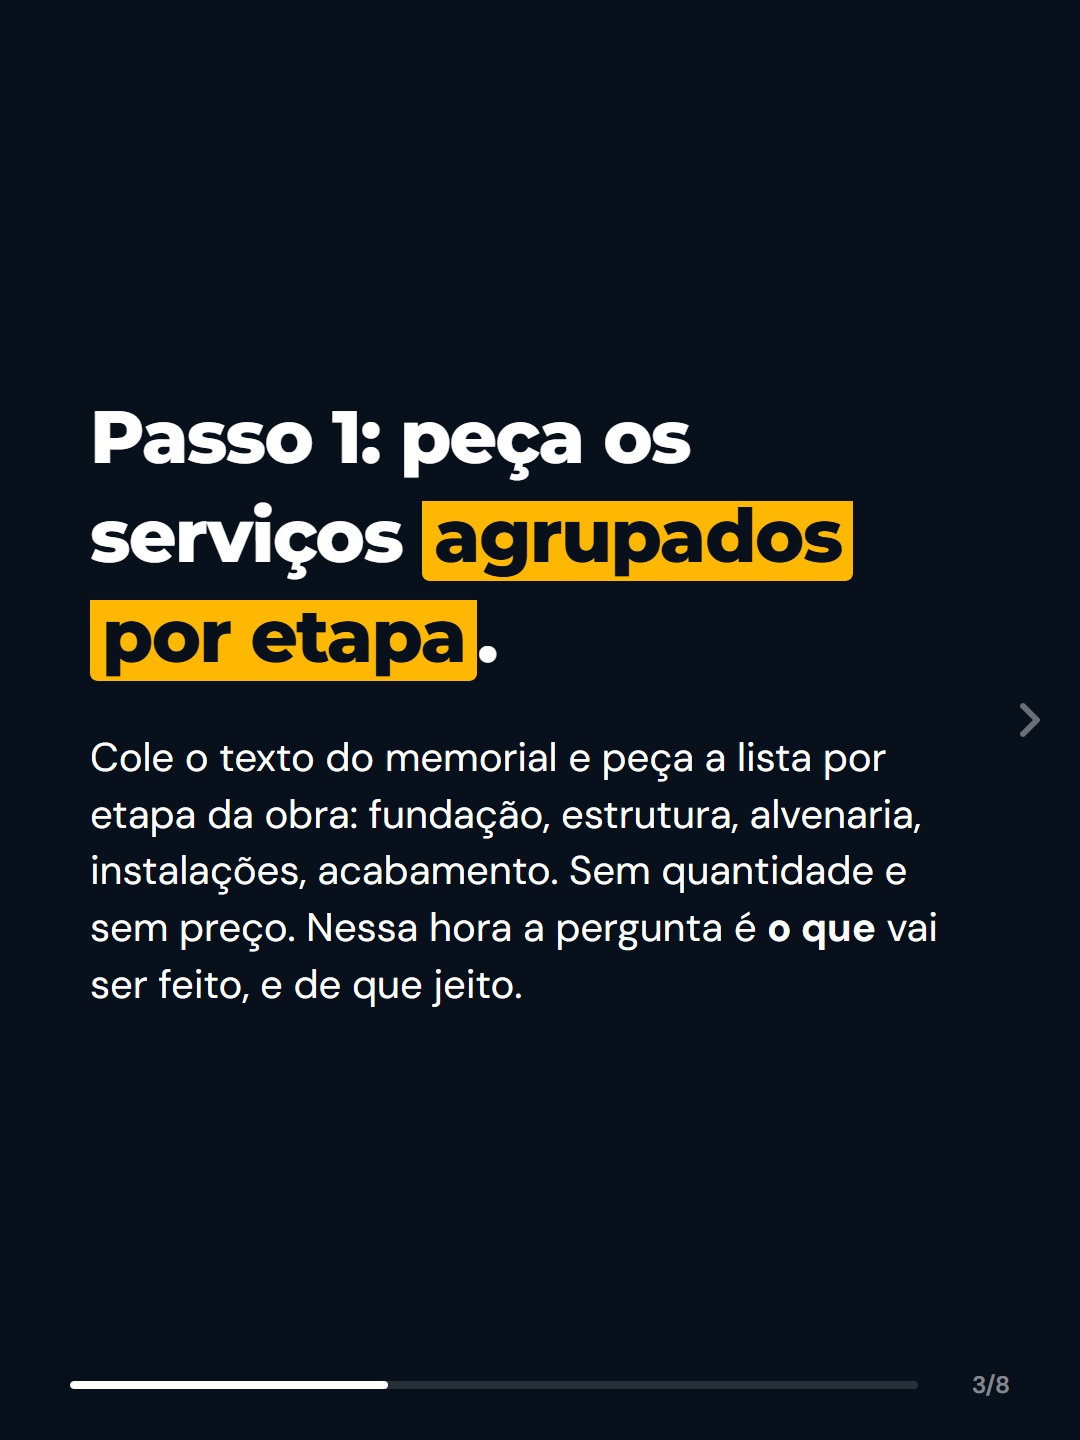 Passo 1: peça os
serviços agrupados
por etapa.
Cole o texto do memorial e peça a lista por
etapa da obra: fundação, estrutura, alvenaria,
instalações, acabamento. Sem quantidade e
sem preço. Nessa hora a pergunta é o que vai
ser feito, e de que jeito.
3/8